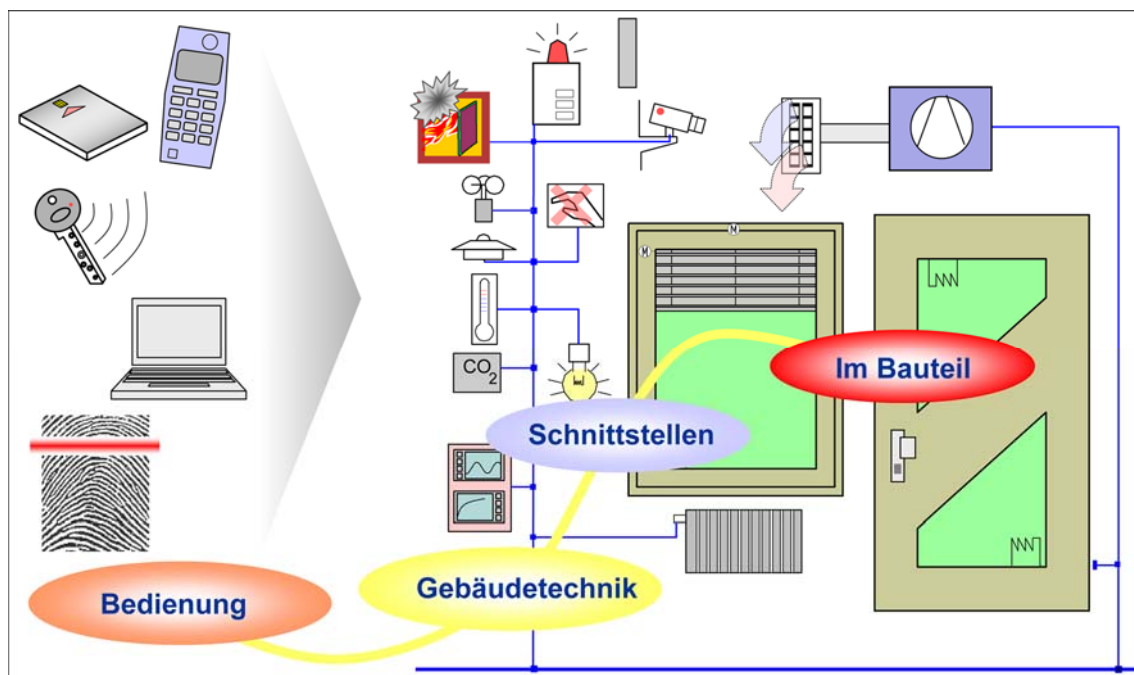 M
M
CO2
Im Bauteil
Schnittstellen
Gebäudetechnik
Bedienung